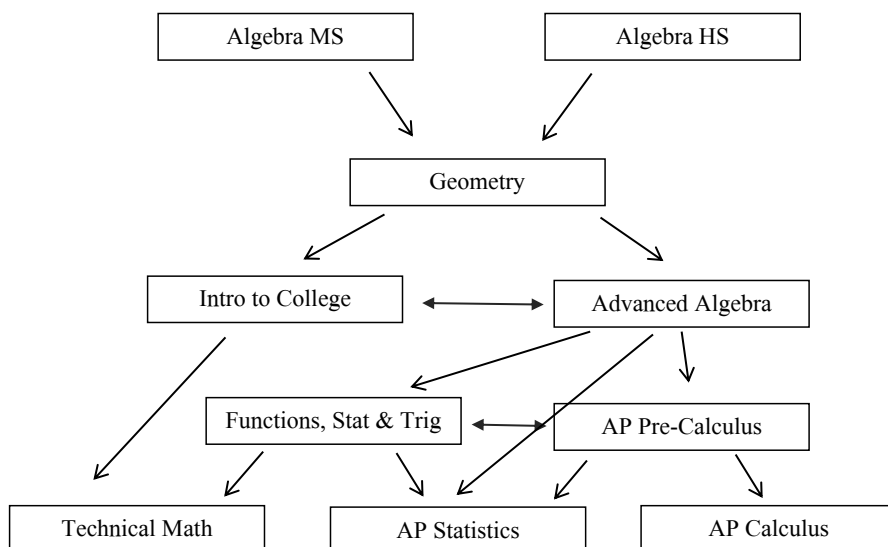 Algebra MS
Algebra HS
Geometry
Intro to College
Advanced Algebra
Functions, Stat & Trig
AP Pre-Calculus
Technical Math
AP Statistics
AP Calculus